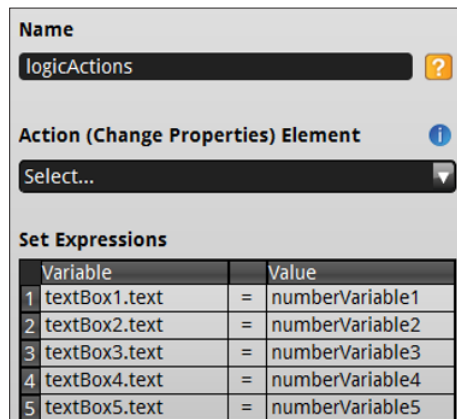 Name
logicActions ?
Action (Change Properties) Element i
Select...
Set Expressions
Variable Value
1 textBox1.text = numberVariable1
2 textBox2.text = numberVariable2
3 textBox3.text = numberVariable3
4 textBox4.text = numberVariable4
5 textBox5.text = numberVariable5